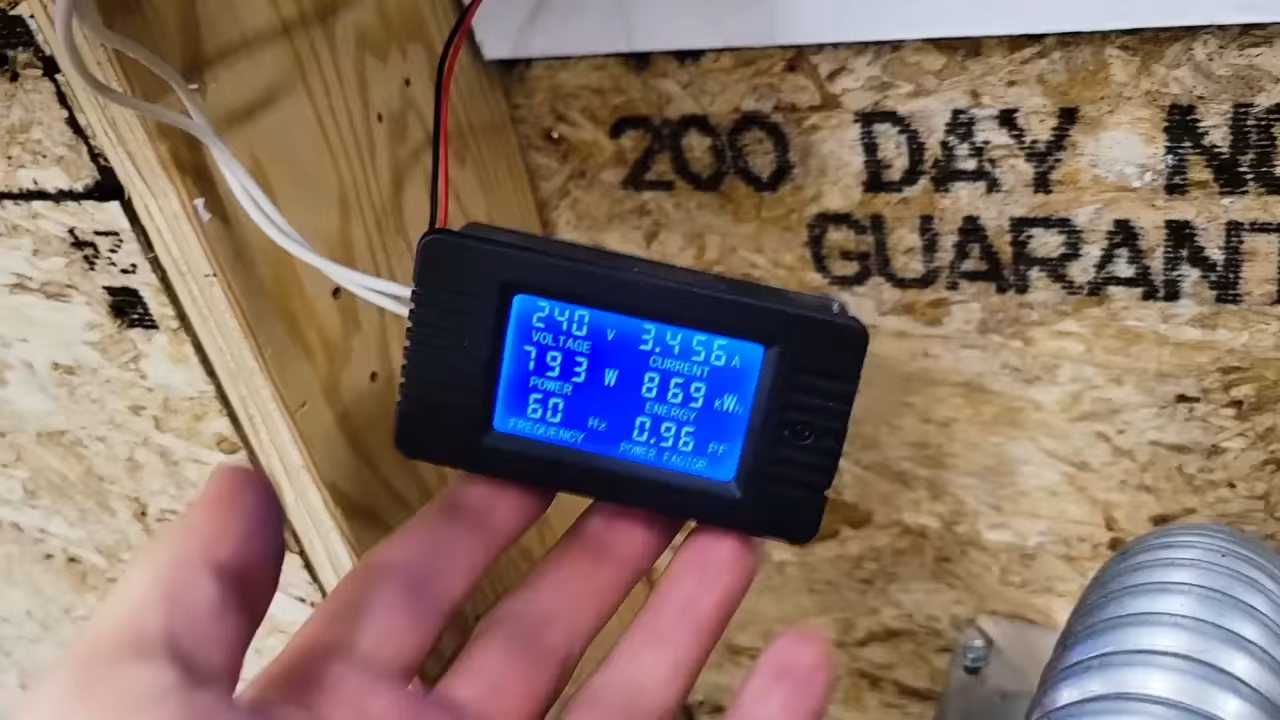 200 DAY NO
GUARANT
240 V 3.456 A
VOLTAGE CURRENT
793 W 869 kWh
POWER ENERGY
60 Hz 0.96 PF
FREQUENCY POWER FACTOR